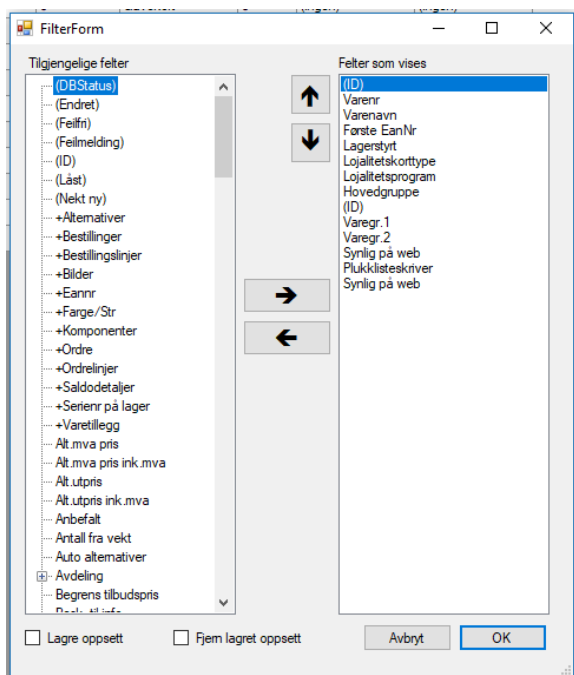 FilterForm
Tilgjengelige felter
(DBStatus)
(Endret)
(Feilfri)
(Feilmelding)
(ID)
(Låst)
(Nekt ny)
+Alternativer
+Bestillinger
+Bestillingslinjer
+Bilder
+Eannr
+Farge/Str
+Komponenter
+Ordre
+Ordrelinjer
+Saldodetaljer
+Serienr på lager
+Varetillegg
Alt.mva pris
Alt.mva pris ink.mva
Alt.utpris
Alt.utpris ink.mva
Anbefalt
Antall fra vekt
Auto alternativer
Avdeling
Begrens tilbudspris
Felter som vises
(ID)
Varenr
Varenavn
Første EanNr
Lagerstyrt
Lojalitetskorttype
Lojalitetsprogram
Hovedgruppe
(ID)
Varegr.1
Varegr.2
Synlig på web
Plukklisteskriver
Synlig på web
Lagre oppsett
Fjern lagret oppsett
Avbryt
OK